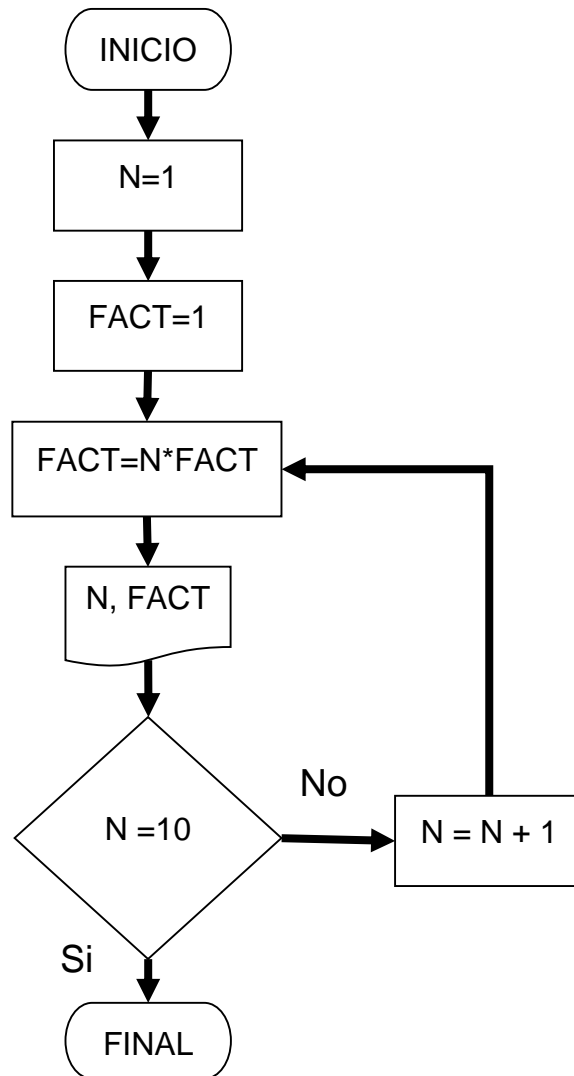 INICIO
N=1
FACT=1
FACT=N*FACT
N, FACT
N =10
No
N = N + 1
Si
FINAL